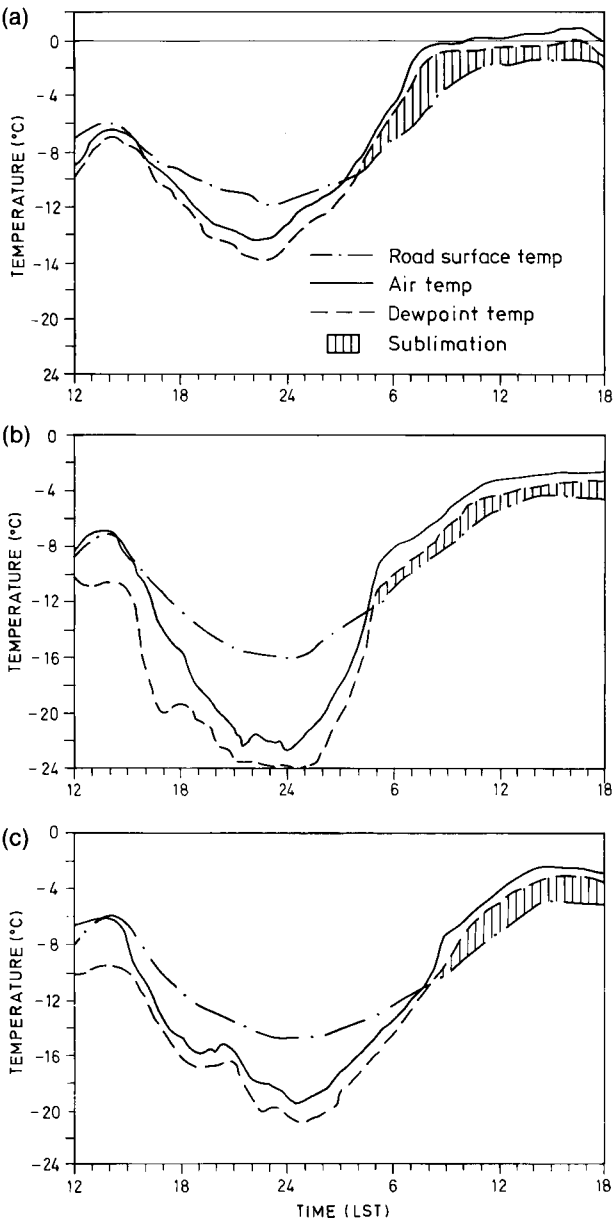 (a)
0
-4
-8
-12
-14
-20
24
TEMPERATURE (°C)
Road surface temp
Air temp
Dewpoint temp
Sublimation
12 18 24 6 12 18
(b)
0
-4
-8
-12
-16
-20
-24
TEMPERATURE (°C)
12 18 24 6 12 18
(c)
0
-4
-8
-12
-16
-20
-24
TEMPERATURE (°C)
12 18 24 6 12 18
TIME (LST)